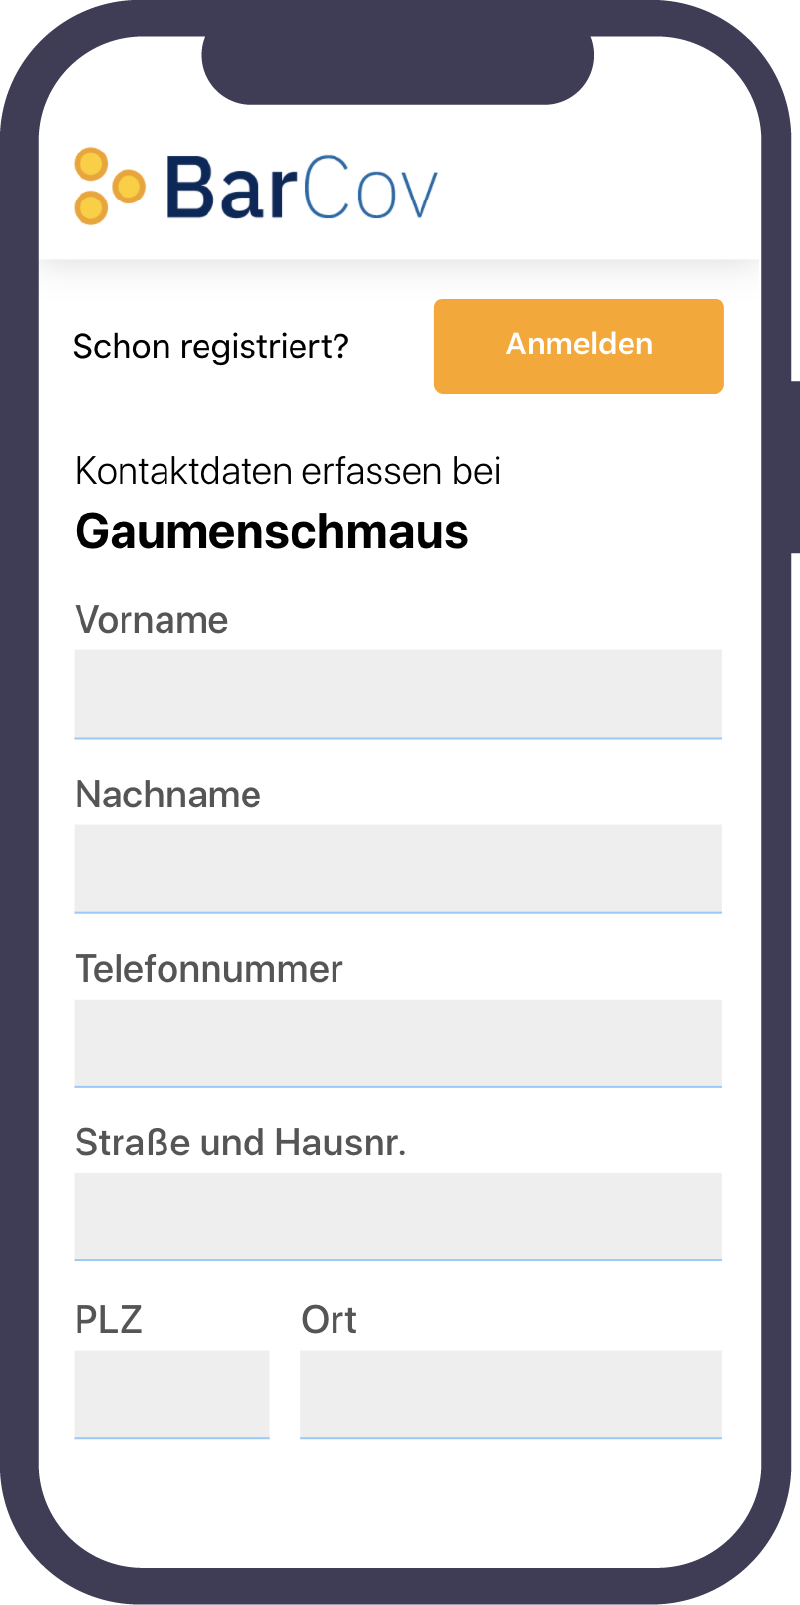 BarCov
Schon registriert? Anmelden
Kontaktdaten erfassen bei
Gaumenschmaus
Vorname
Nachname
Telefonnummer
Straße und Hausnr.
PLZ Ort